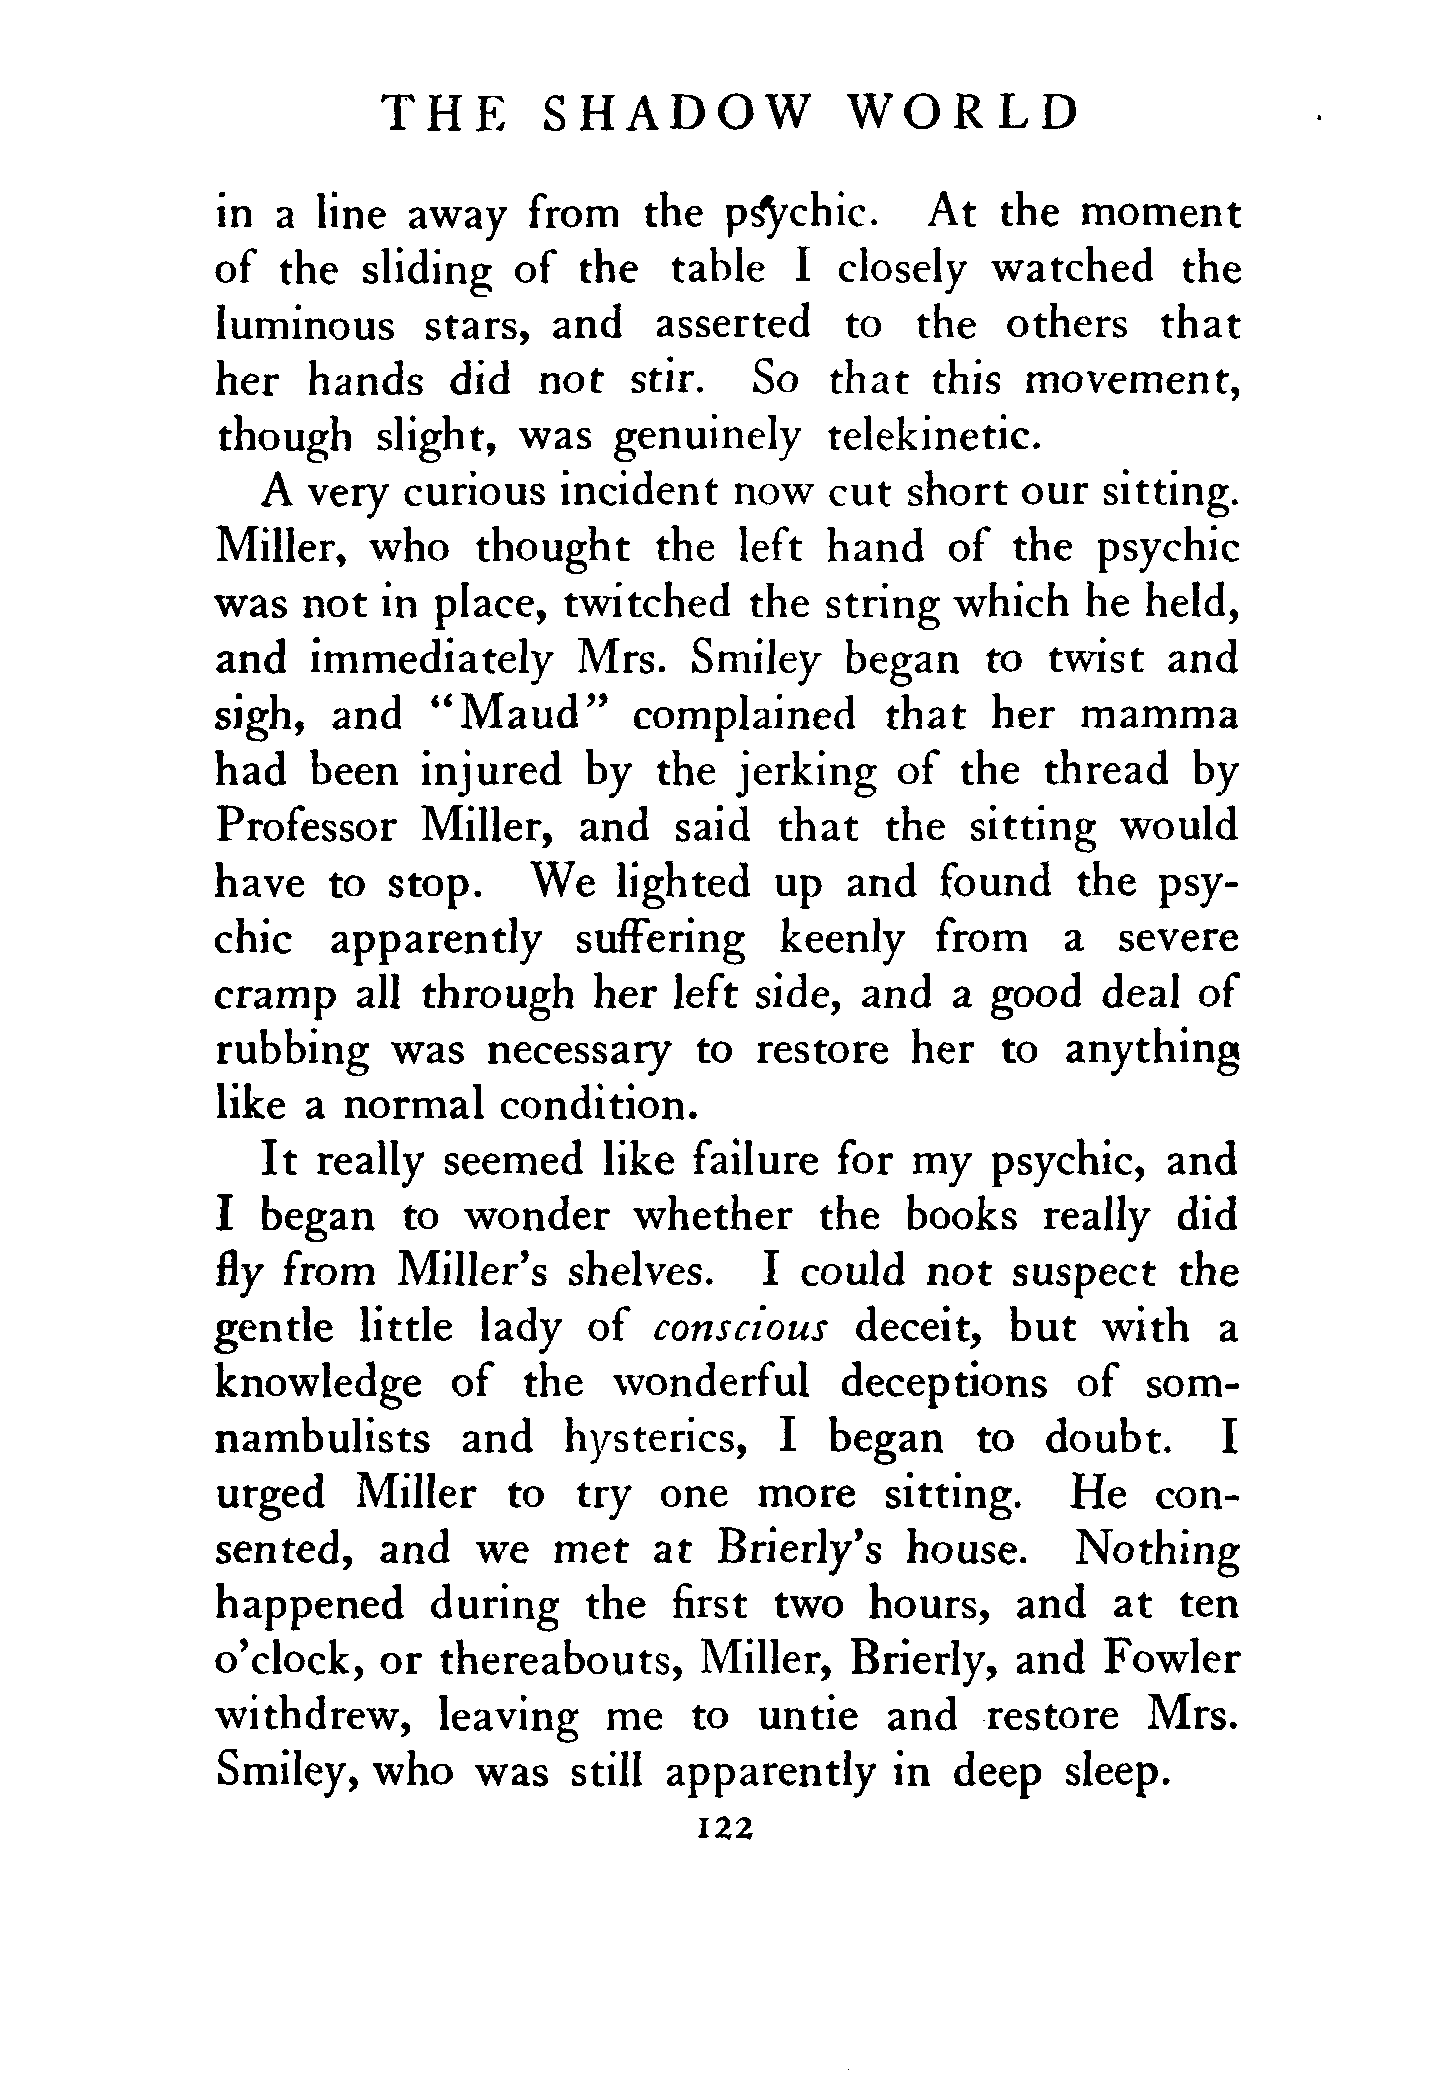 THE SHADOW WORLD
in a line away from the psychic. At the moment
of the sliding of the table I closely watched the
luminous stars, and asserted to the others that
her hands did not stir. So that this movement,
though slight, was genuinely telekinetic.
A very curious incident now cut short our sitting.
Miller, who thought the left hand of the psychic
was not in place, twitched the string which he held,
and immediately Mrs. Smiley began to twist and
sigh, and "Maud" complained that her mamma
had been injured by the jerking of the thread by
Professor Miller, and said that the sitting would
have to stop. We lighted up and found the psy-
chic apparently suffering keenly from a severe
cramp all through her left side, and a good deal of
rubbing was necessary to restore her to anything
like a normal condition.
It really seemed like failure for my psychic, and
I began to wonder whether the books really did
fly from Miller's shelves. I could not suspect the
gentle little lady of conscious deceit, but with a
knowledge of the wonderful deceptions of som-
nambulists and hysterics, I began to doubt. I
urged Miller to try one more sitting. He con-
sented, and we met at Brierly's house. Nothing
happened during the first two hours, and at ten
o'clock, or thereabouts, Miller, Brierly, and Fowler
withdrew, leaving me to untie and restore Mrs.
Smiley, who was still apparently in deep sleep.
122